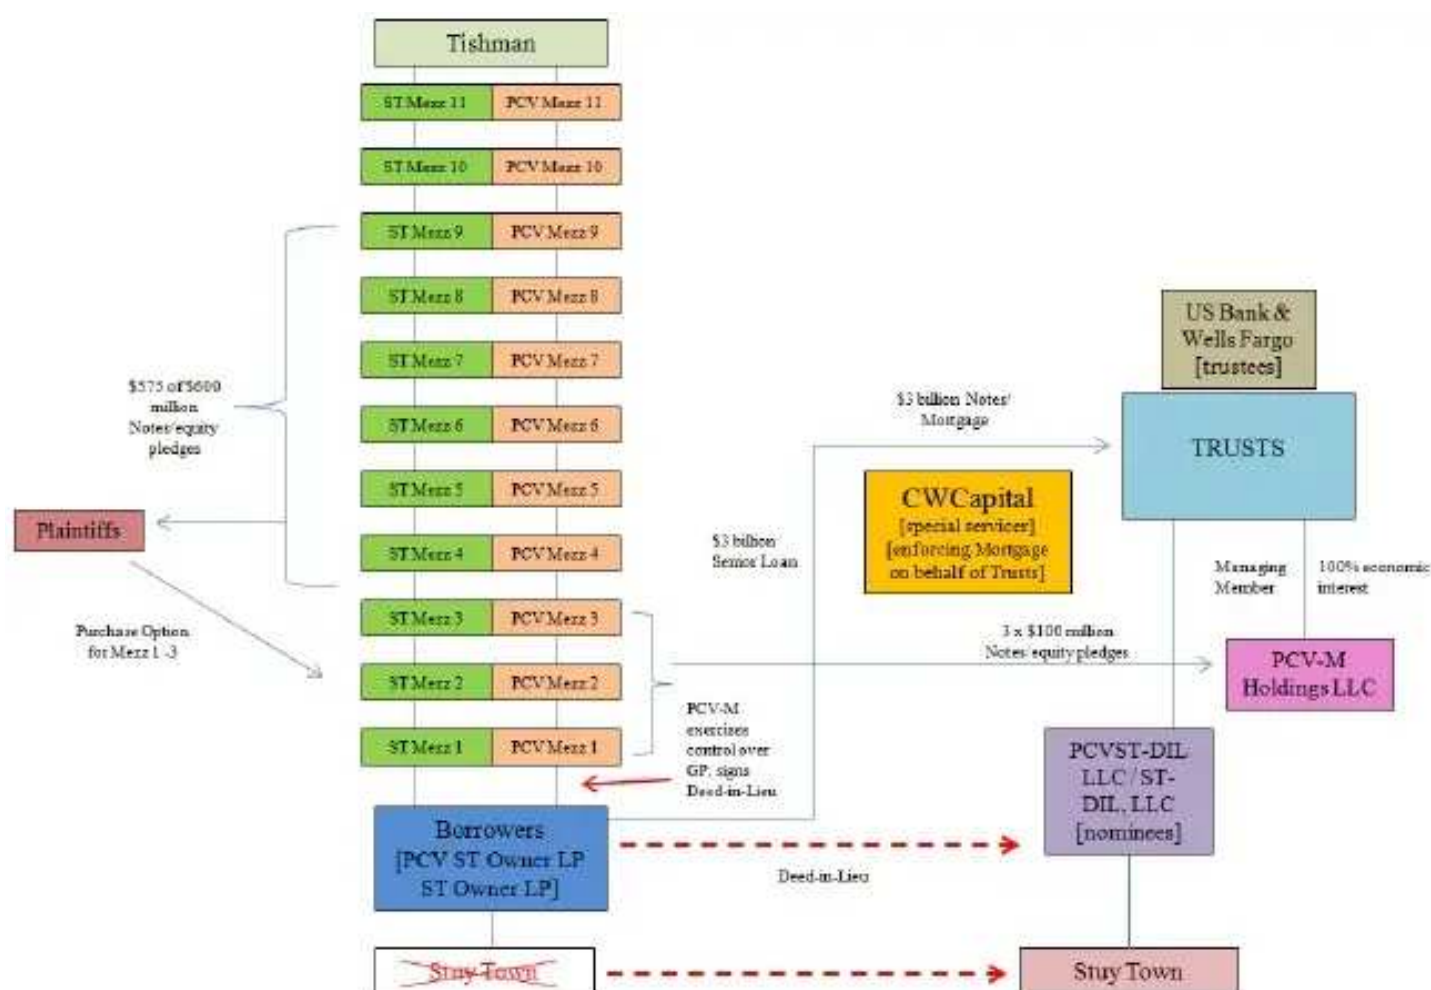 Tishman
ST Mezz 11
PCV Mezz 11
ST Mezz 10
PCV Mezz 10
ST Mezz 9
PCV Mezz 9
ST Mezz 8
PCV Mezz 8
ST Mezz 7
PCV Mezz 7
ST Mezz 6
PCV Mezz 6
ST Mezz 5
PCV Mezz 5
ST Mezz 4
PCV Mezz 4
ST Mezz 3
PCV Mezz 3
ST Mezz 2
PCV Mezz 2
ST Mezz 1
PCV Mezz 1
$575 of $600
million
Notes/equity
pledges
Plaintiffs
Purchase Option
for Mezz 1 -3
US Bank &
Wells Fargo
[trustees]
$3 billion Notes/
Mortgage
TRUSTS
CWCapital
[special servicer]
[enforcing Mortgage
on behalf of Trusts]
$3 billion
Senior Loan
Managing
Member
100% economic
interest
3 x $100 million
Notes/equity pledges
PCV-M
Holdings LLC
PCV-M
exercises
control over
GP, signs
Deed-in-Lieu
PCVST-DIL
LLC / ST-
DIL, LLC
[nominees]
Borrowers
[PCV ST Owner LP
ST Owner LP]
Deed-in-Lieu
Stuy Town
Stuy Town